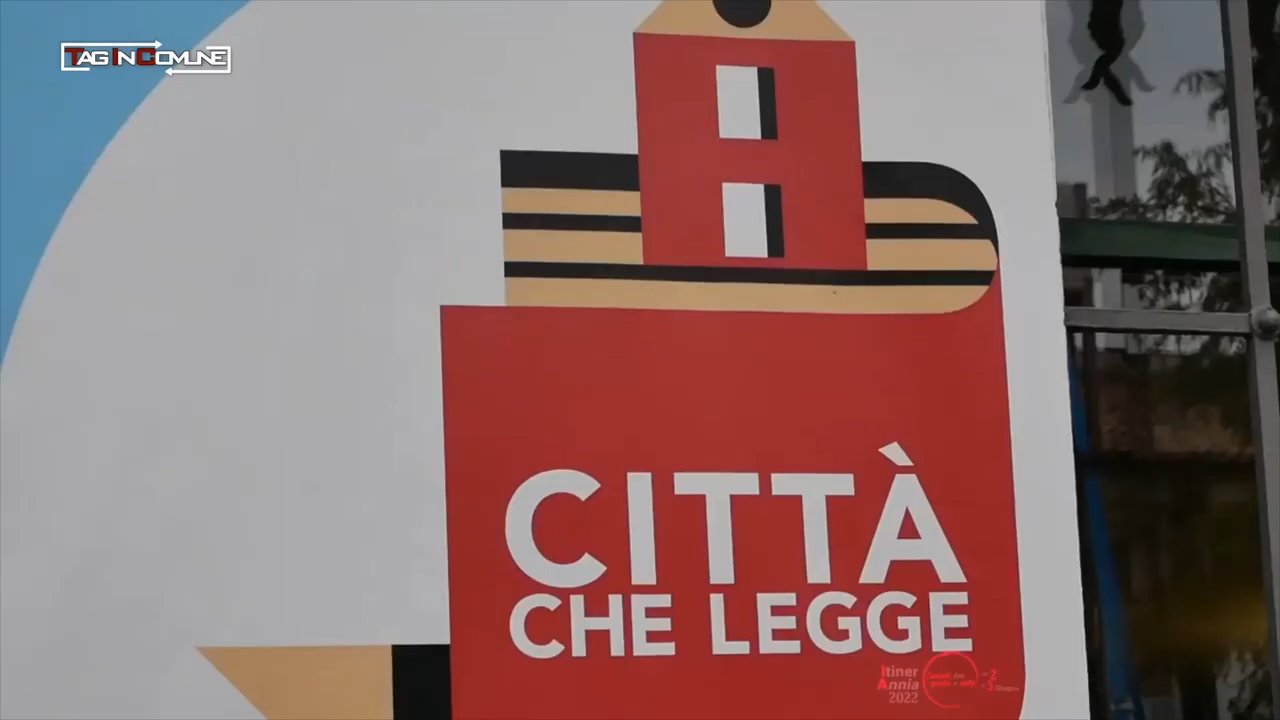 TAG IN COMUNE
CITTÀ
CHE LEGGE
Itiner
Annia
2022